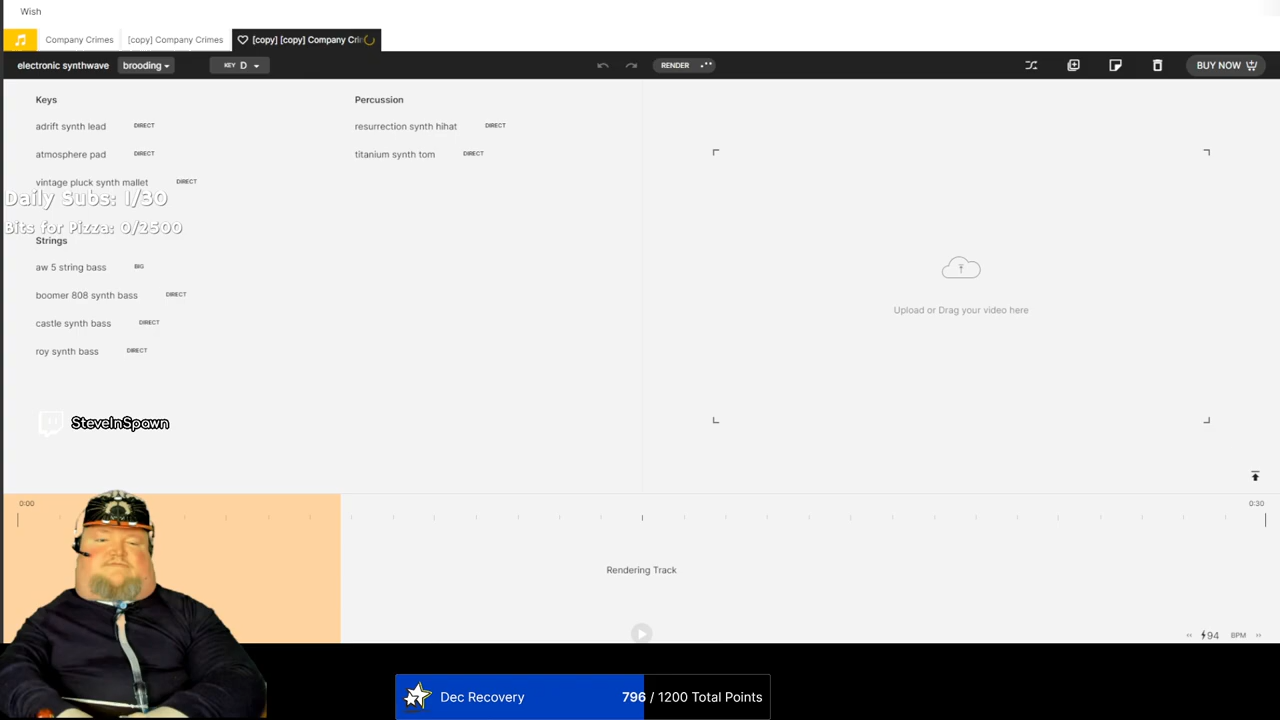 Wish
Company Crimes
[copy] Company Crimes
[copy] [copy] Company Cri
electronic synthwave
brooding
KEY D
RENDER
BUY NOW
Keys
Percussion
adrift synth lead DIRECT
resurrection synth hihat DIRECT
atmosphere pad DIRECT
titanium synth tom DIRECT
vintage pluck synth mallet DIRECT
Daily Subs: 1/30
Bits for Pizza: 0/2500
Strings
aw 5 string bass BIG
boomer 808 synth bass DIRECT
Upload or Drag your video here
castle synth bass DIRECT
roy synth bass DIRECT
SteveInSpawn
0:00
0:30
Rendering Track
94 BPM
Dec Recovery 796 / 1200 Total Points